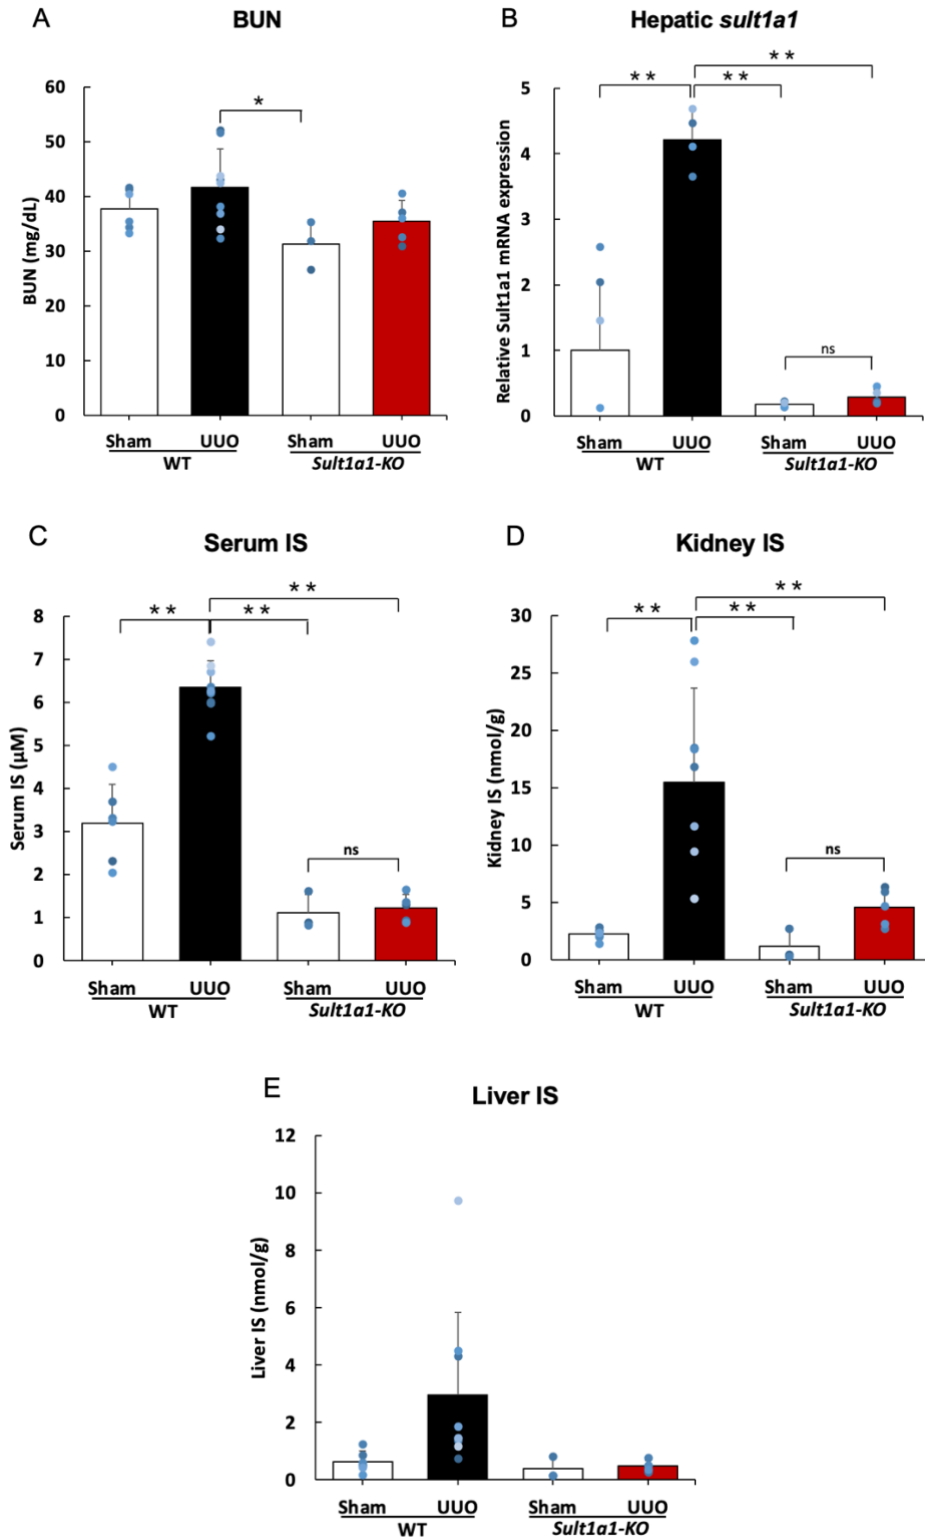 A
BUN
BUN (mg/dL)
60
50
40
30
20
10
0
*
Sham
UUO
Sham
UUO
WT
Sult1a1-KO
B
Hepatic sult1a1
Relative Sult1a1 mRNA expression
5
4
3
2
1
0
* *
* *
* *
ns
Sham
UUO
Sham
UUO
WT
Sult1a1-KO
C
Serum IS
Serum IS (µM)
8
7
6
5
4
3
2
1
0
* *
* *
* *
ns
Sham
UUO
Sham
UUO
WT
Sult1a1-KO
D
Kidney IS
Kidney IS (nmol/g)
30
25
20
15
10
5
0
* *
* *
* *
ns
Sham
UUO
Sham
UUO
WT
Sult1a1-KO
E
Liver IS
Liver IS (nmol/g)
12
10
8
6
4
2
0
Sham
UUO
Sham
UUO
WT
Sult1a1-KO